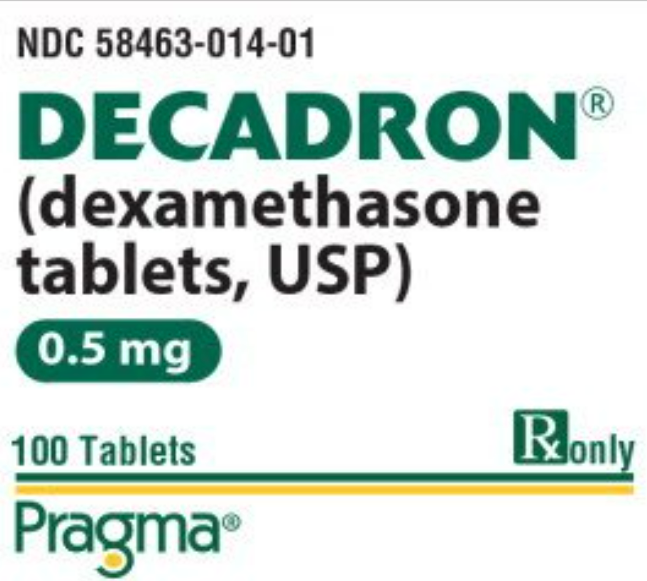 NDC 58463-014-01
DECADRON®
(dexamethasone
tablets, USP)
0.5 mg
100 Tablets Rx only
Pragma®